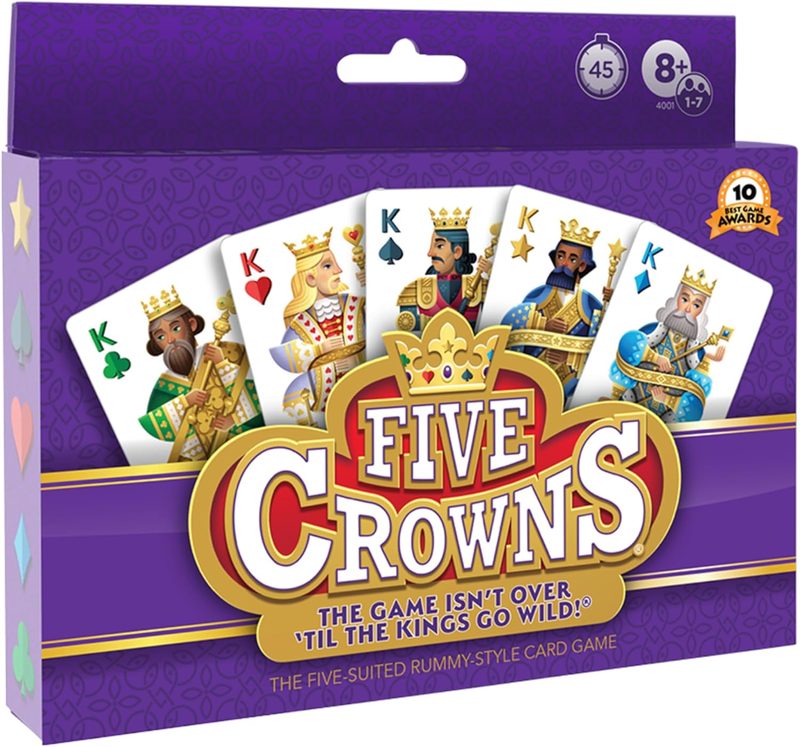 45
8+
4001
1-7
10
BEST GAME
AWARDS
K
K
K
K
K
FIVE
CROWNS®
THE GAME ISN'T OVER
'TIL THE KINGS GO WILD!®
THE FIVE-SUITED RUMMY-STYLE CARD GAME